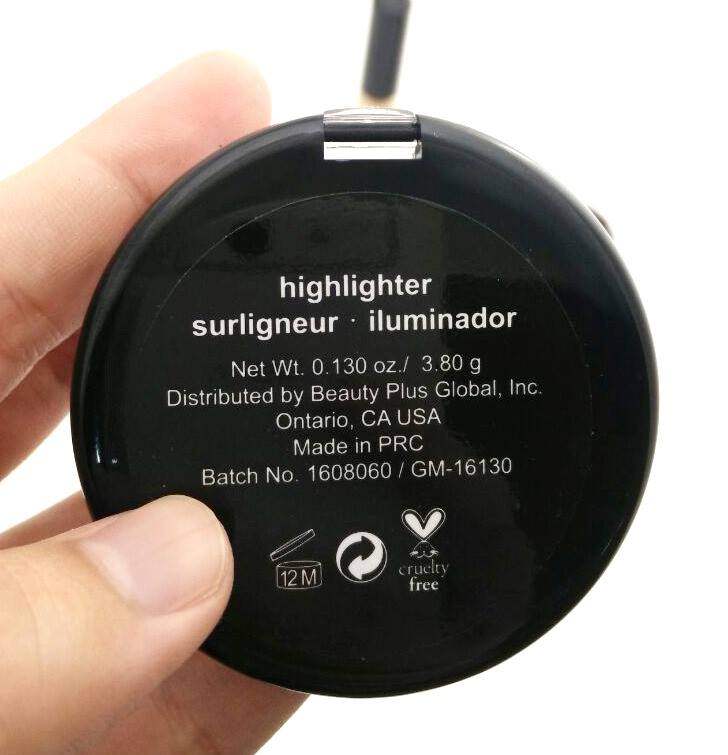 highlighter
surligneur · iluminador
Net Wt. 0.130 oz./ 3.80 g
Distributed by Beauty Plus Global, Inc.
Ontario, CA USA
Made in PRC
Batch No. 1608060 / GM-16130
12 M
cruelty
free